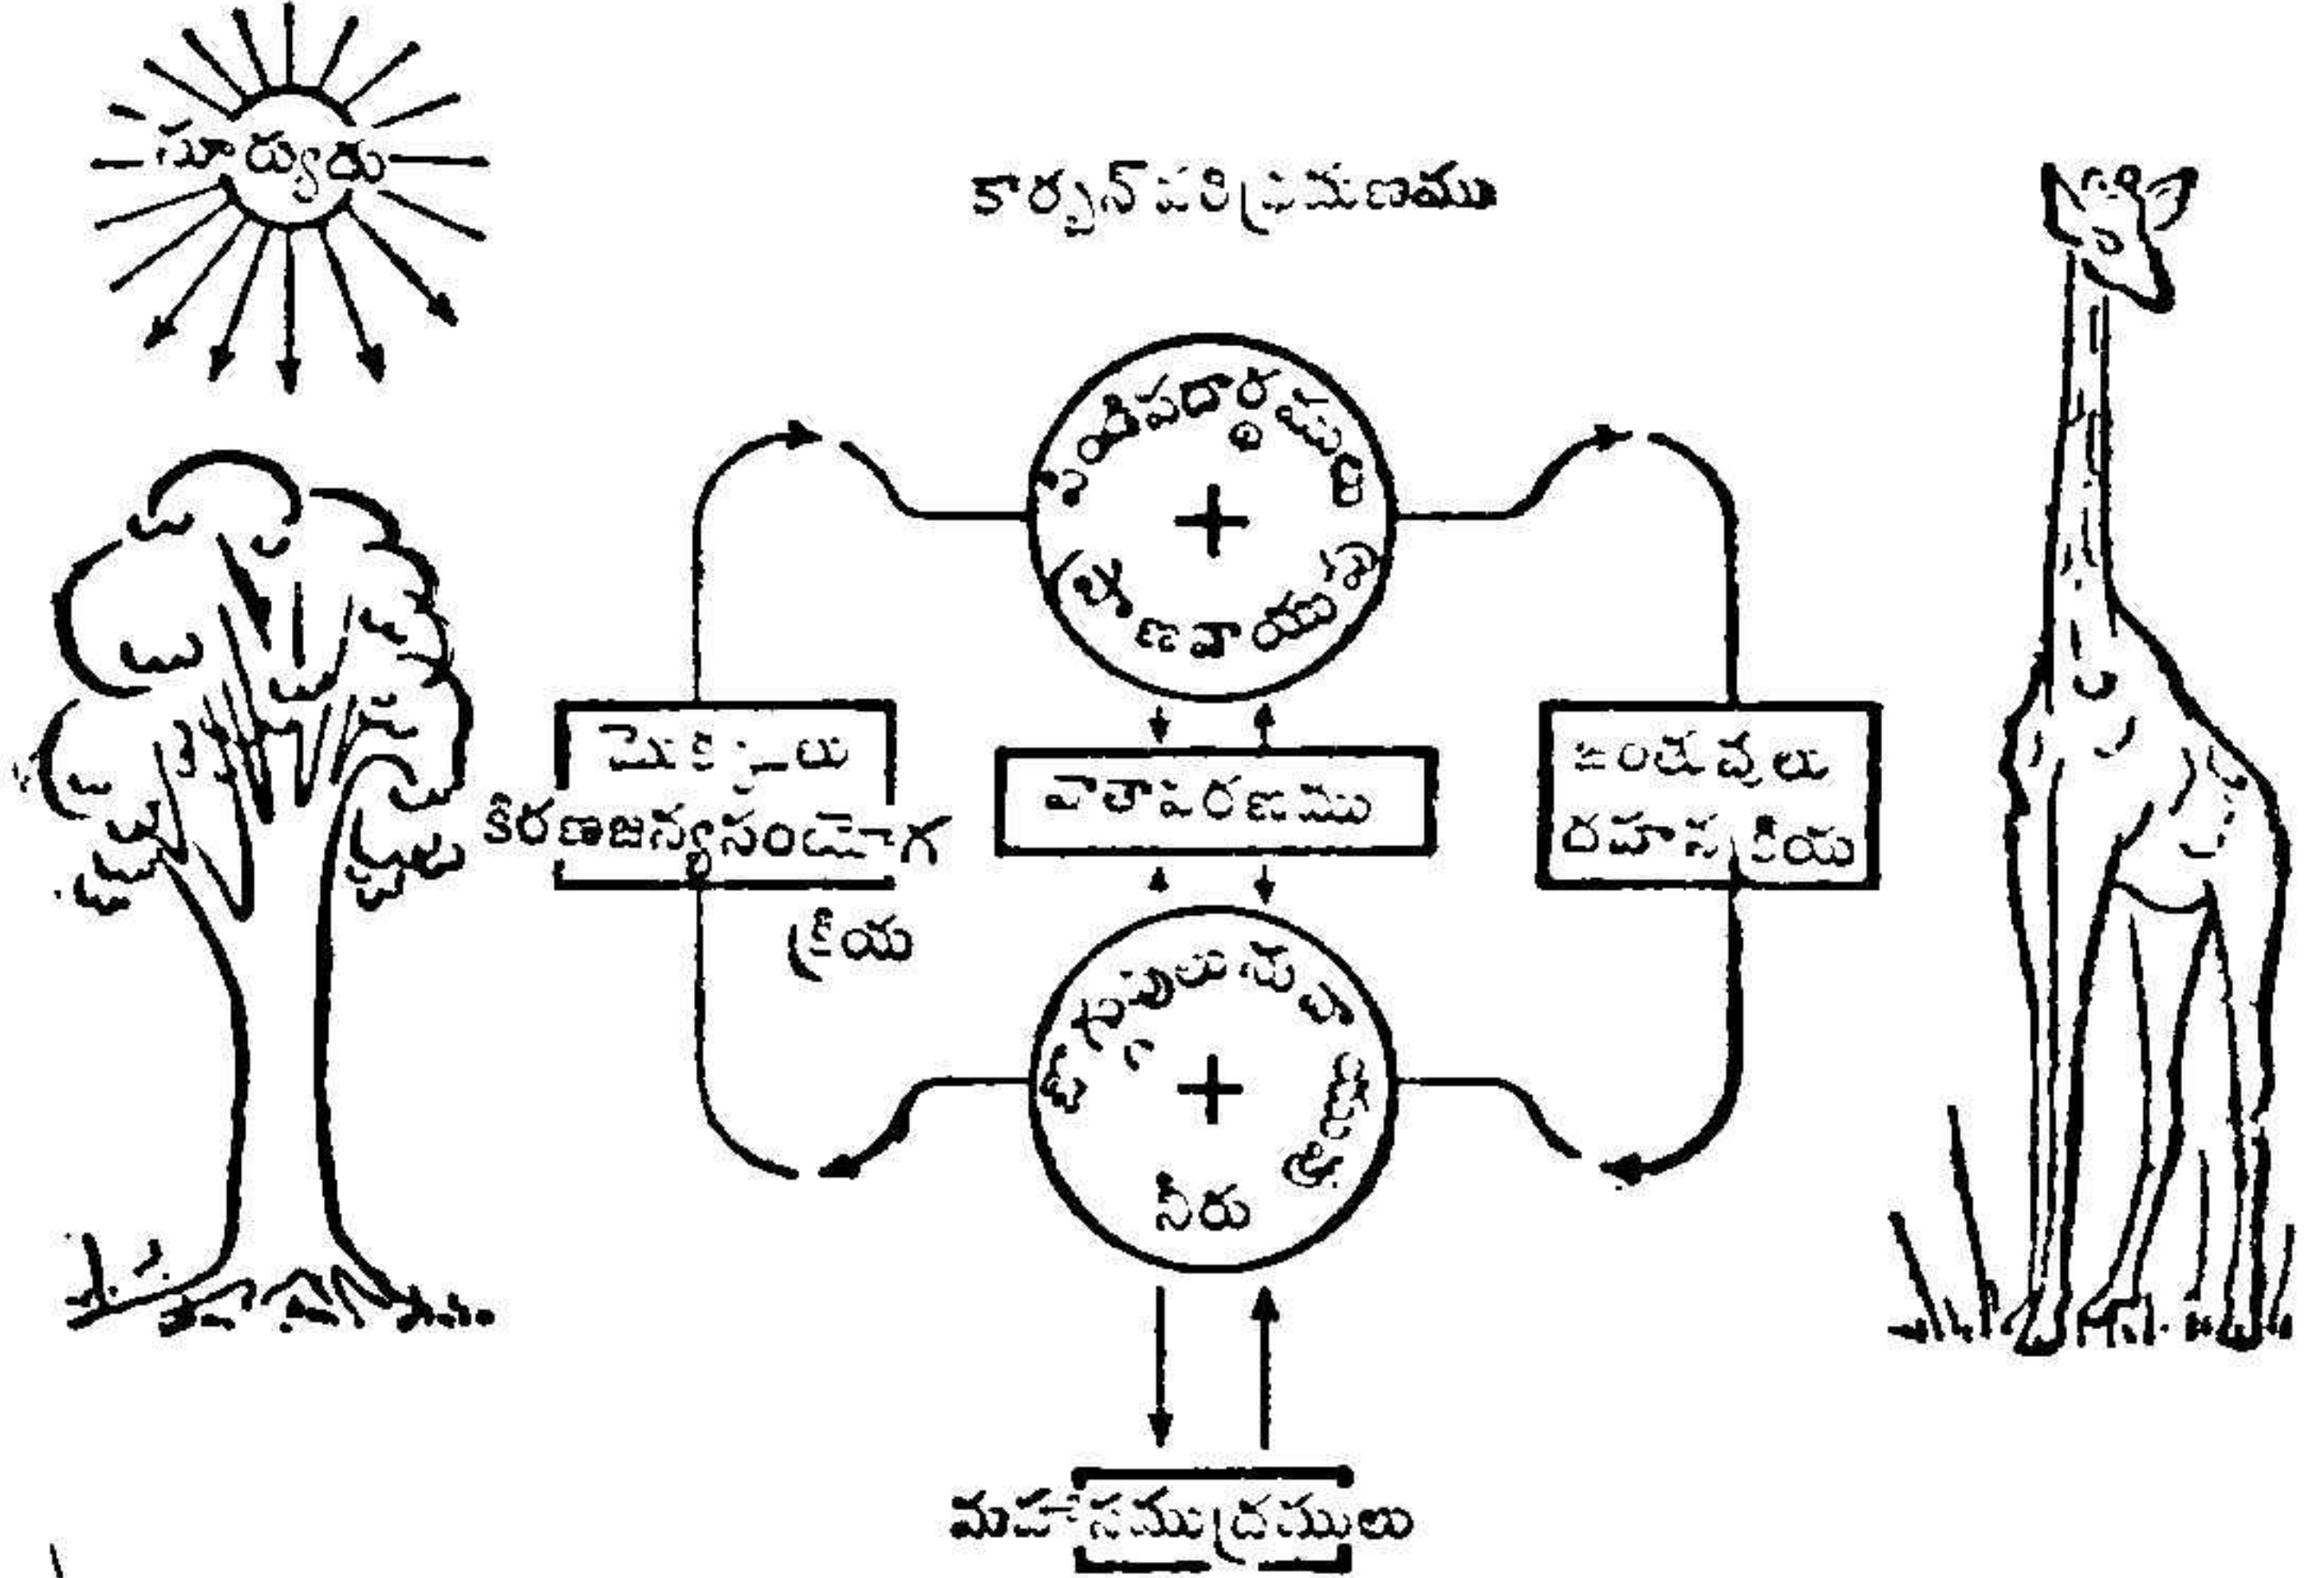 సూర్యుడు
కార్బన్ పరిభ్రమణము
పిండిపదార్థములు
+
ప్రాణవాయువు
మొక్కలు
కిరణజన్యసంయోగ
క్రియ
వాతావరణము
జంతువులు
దహనక్రియ
బొగ్గుపులుసు వాయువు
+
నీరు
మహాసముద్రములు